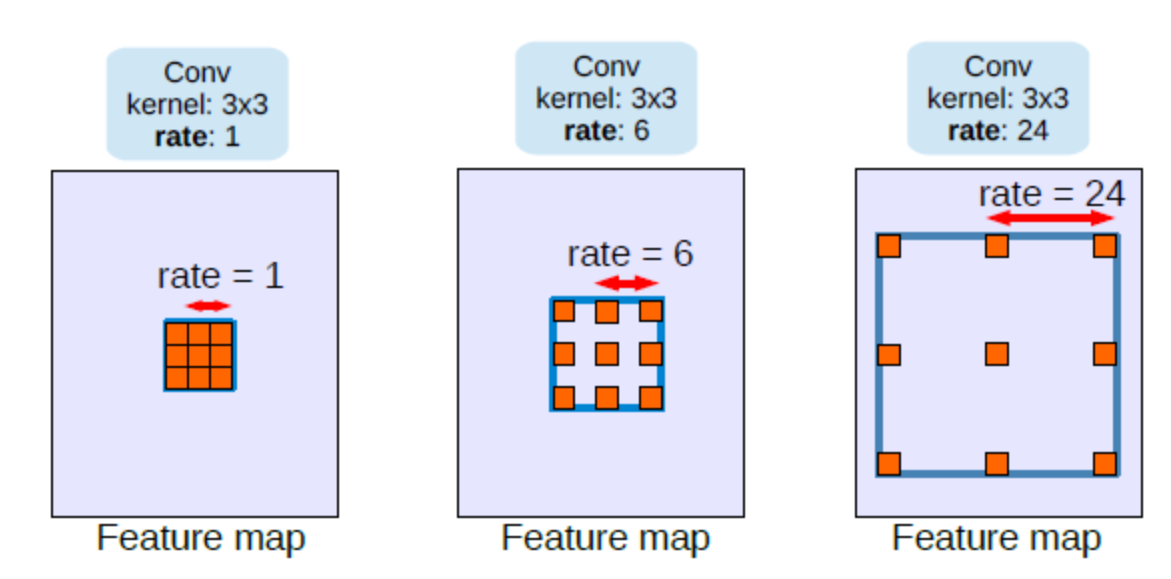 Conv
kernel: 3x3
rate: 1
rate = 1
Feature map
Conv
kernel: 3x3
rate: 6
rate = 6
Feature map
Conv
kernel: 3x3
rate: 24
rate = 24
Feature map